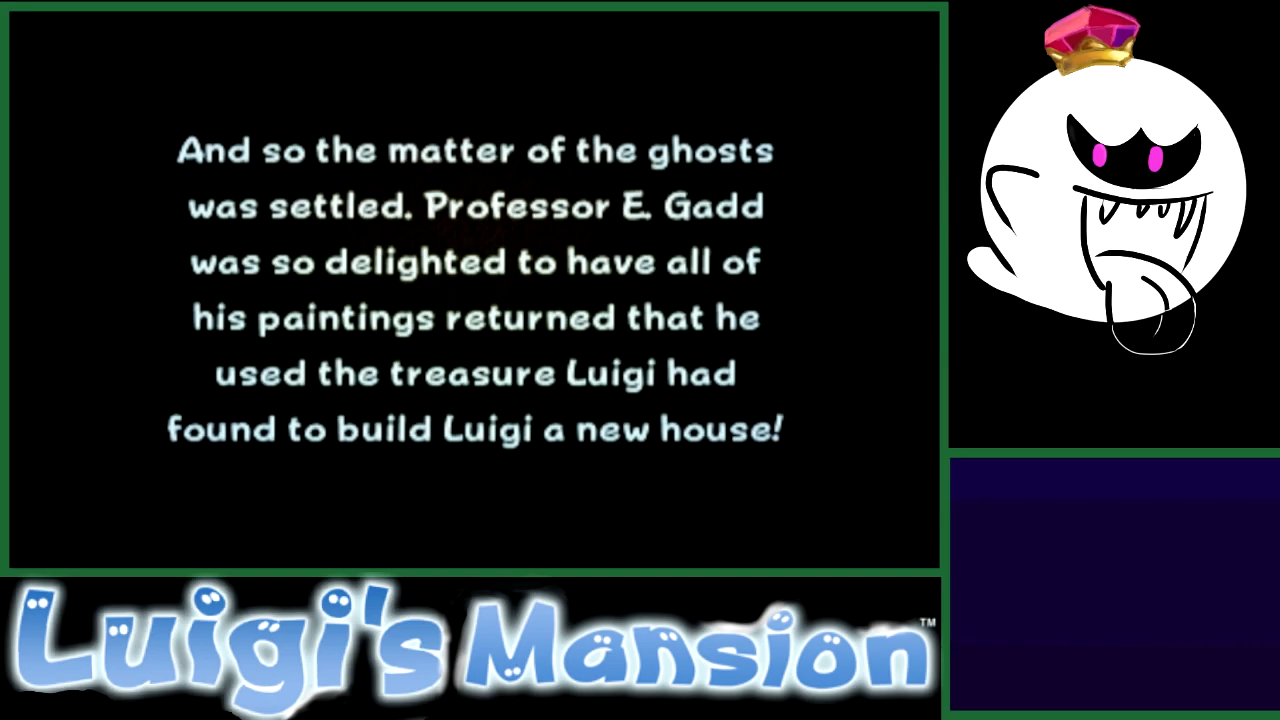 And so the matter of the ghosts
was settled. Professor E. Gadd
was so delighted to have all of
his paintings returned that he
used the treasure Luigi had
found to build Luigi a new house!
Luigi's Mansion™